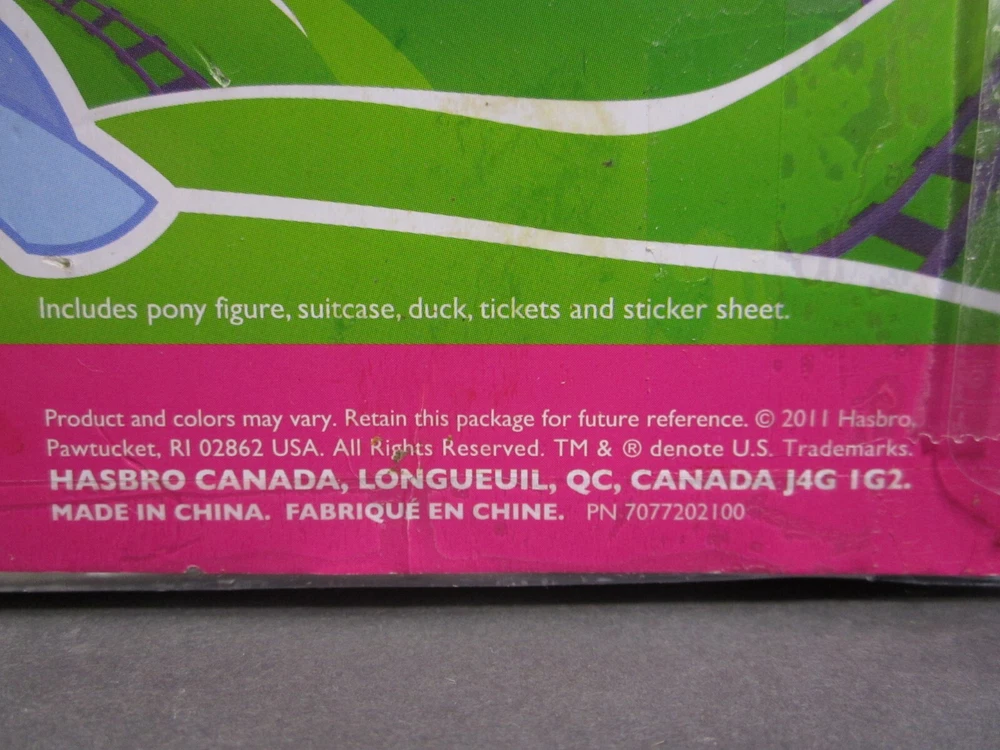 Includes pony figure, suitcase, duck, tickets and sticker sheet.
Product and colors may vary. Retain this package for future reference. © 2011 Hasbro,
Pawtucket, RI 02862 USA. All Rights Reserved. TM & ® denote U.S. Trademarks.
HASBRO CANADA, LONGUEUIL, QC, CANADA J4G 1G2.
MADE IN CHINA. FABRIQUÉ EN CHINE. PN 7077202100